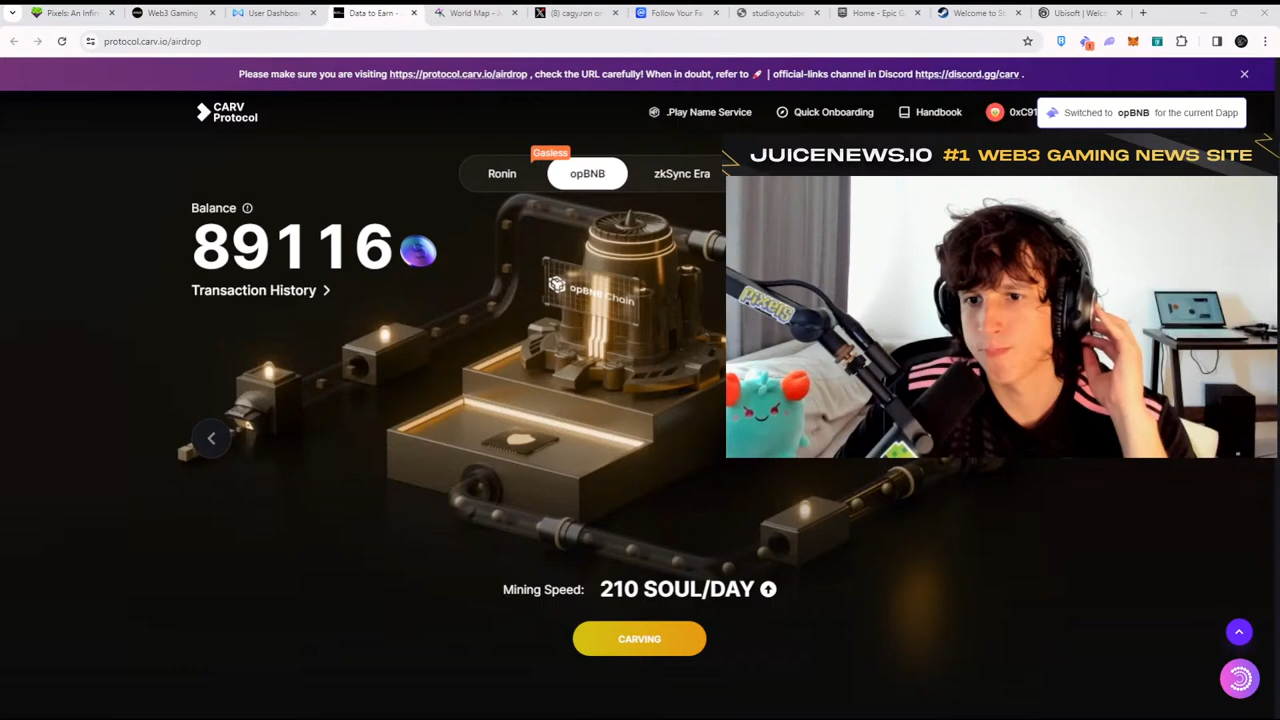 Pixels: An Infi
Web3 Gaming
User Dashboa
Data to Earn -
World Map - A
(8) cagy.ron o
Follow Your Fa
studio.youtube
Home - Epic G
Welcome to St
Ubisoft | Welc
protocol.carv.io/airdrop
Please make sure you are visiting https://protocol.carv.io/airdrop , check the URL carefully! When in doubt, refer to 🚀 | official-links channel in Discord https://discord.gg/carv .
CARV
Protocol
.Play Name Service
Quick Onboarding
Handbook
0xC91
Switched to opBNB for the current Dapp
JUICENEWS.IO #1 WEB3 GAMING NEWS SITE
Gasless
Ronin
opBNB
zkSync Era
Balance
89116
Transaction History
opBNB Chain
PIXELS
Mining Speed: 210 SOUL/DAY
CARVING